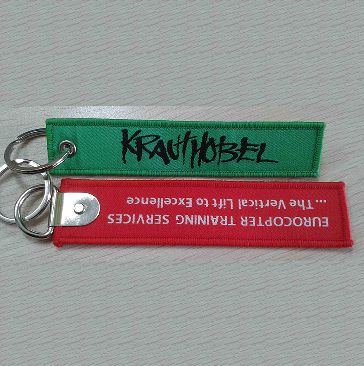 KRAUTHOBEL
EUROCOPTER TRAINING SERVICES
...The Vertical Lift to Excellence